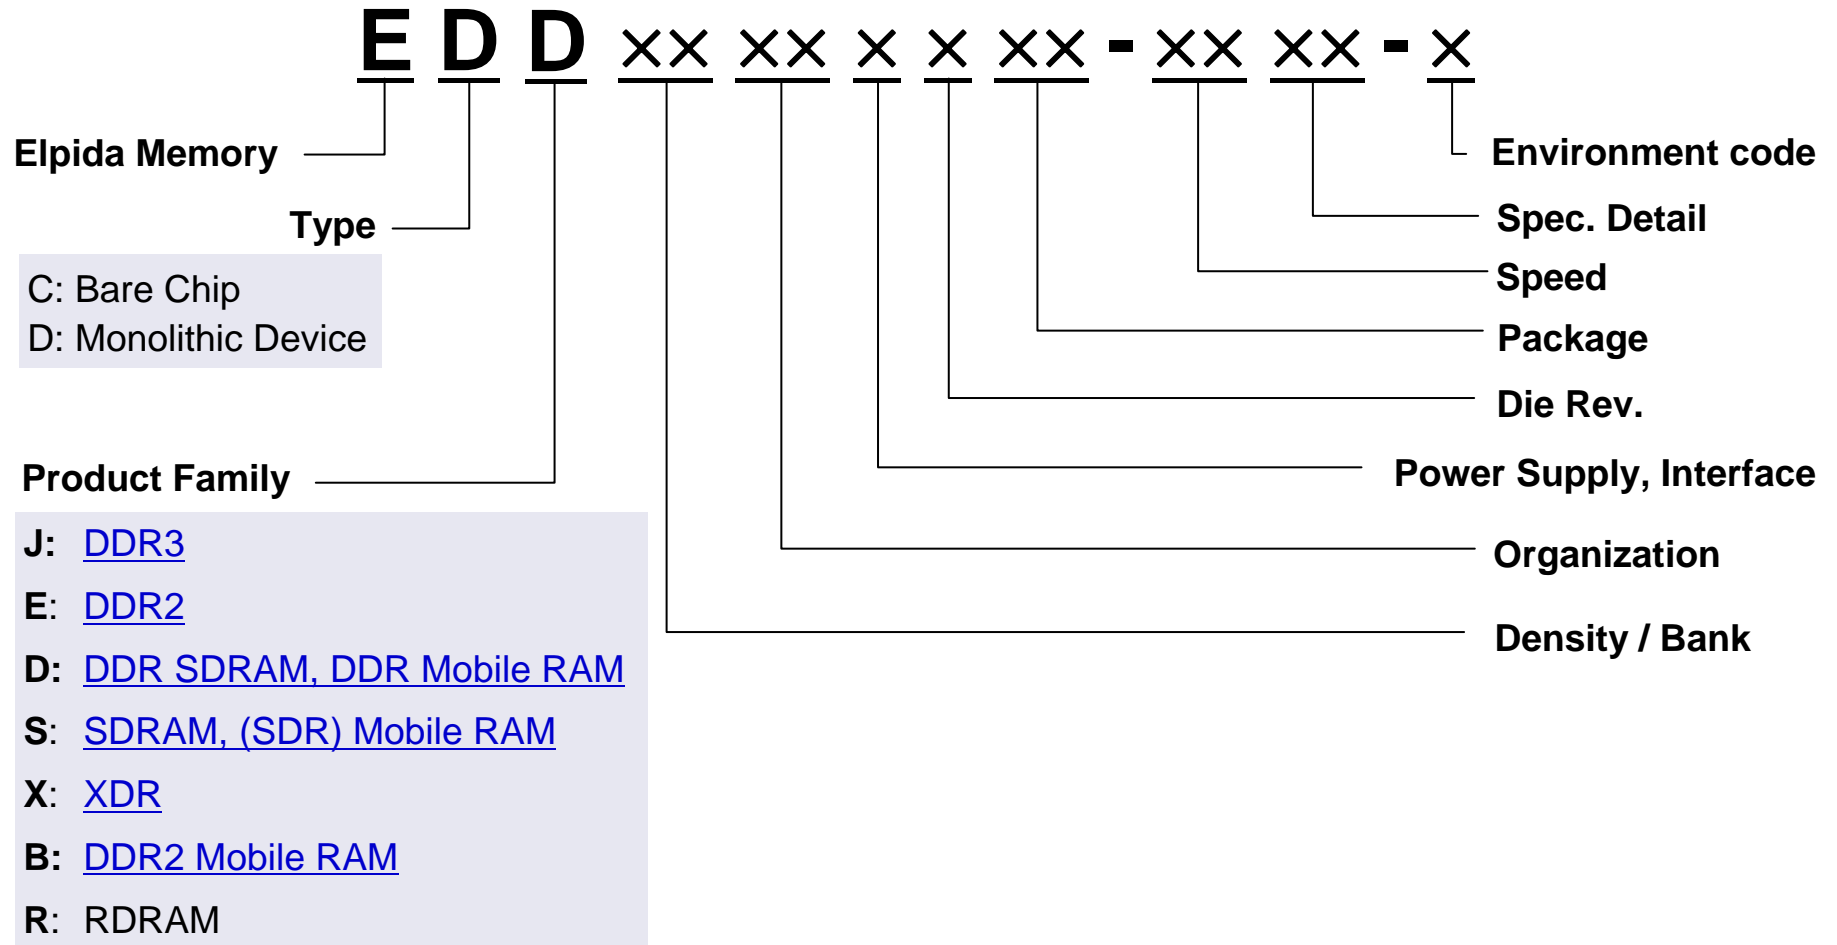 E D D ×× ×× × × ×× - ×× ×× - ×
Elpida Memory
Environment code
Type
Spec. Detail
C: Bare Chip
D: Monolithic Device
Speed
Package
Die Rev.
Product Family
Power Supply, Interface
J: DDR3
Organization
E: DDR2
Density / Bank
D: DDR SDRAM, DDR Mobile RAM
S: SDRAM, (SDR) Mobile RAM
X: XDR
B: DDR2 Mobile RAM
R: RDRAM